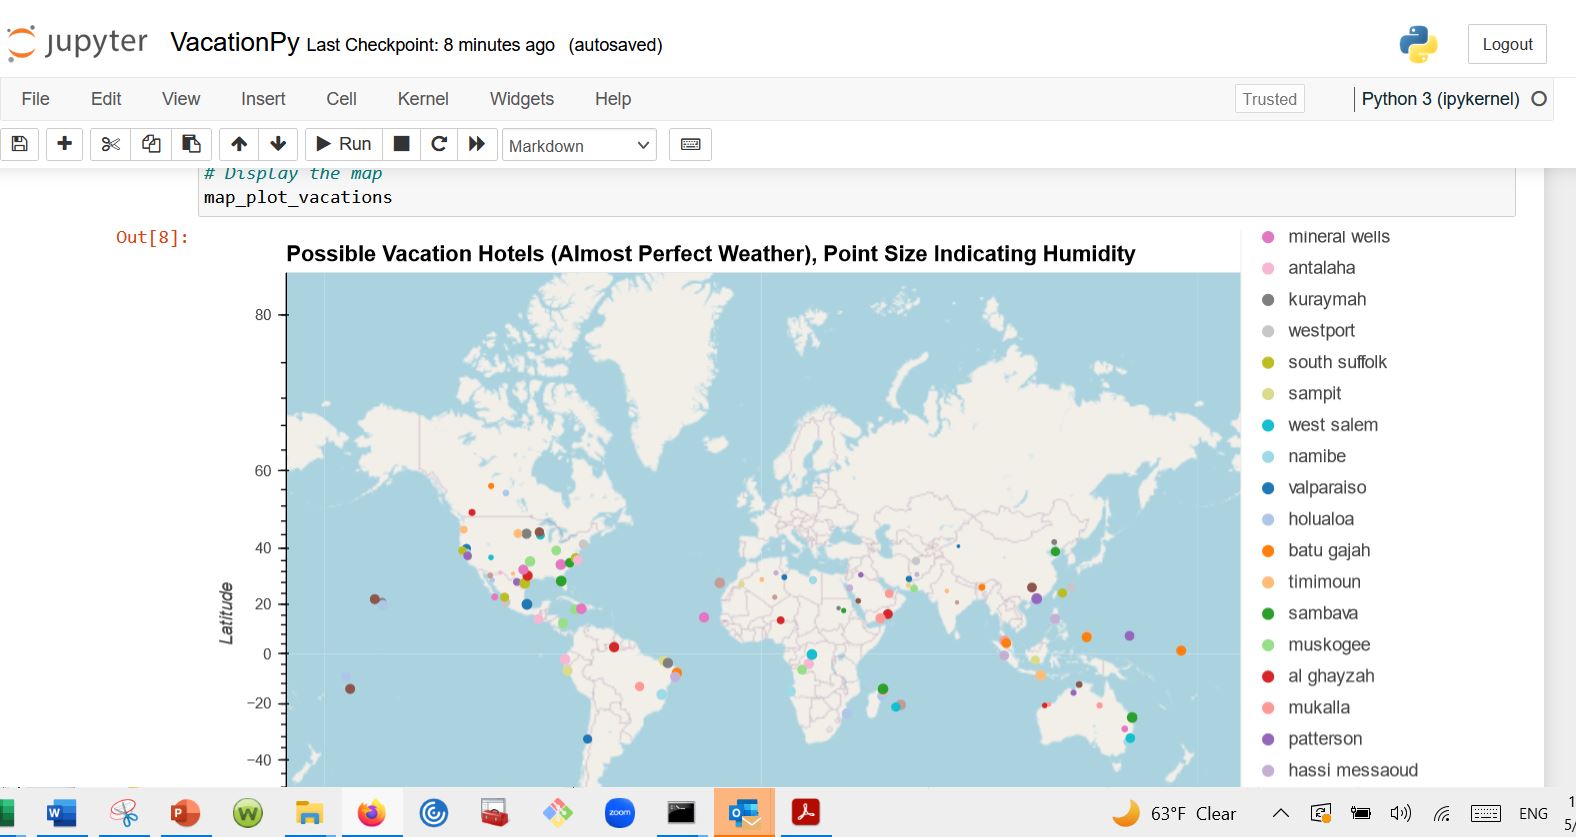 jupyter VacationPy Last Checkpoint: 8 minutes ago (autosaved) Logout
File Edit View Insert Cell Kernel Widgets Help Trusted Python 3 (ipykernel)
Run Markdown
# Display the map
map_plot_vacations
Out[8]:
Possible Vacation Hotels (Almost Perfect Weather), Point Size Indicating Humidity
80
60
40
20
0
−20
−40
Latitude
mineral wells
antalaha
kuraymah
westport
south suffolk
sampit
west salem
namibe
valparaiso
holualoa
batu gajah
timimoun
sambava
muskogee
al ghayzah
mukalla
patterson
hassi messaoud
W P W zoom 63°F Clear ENG